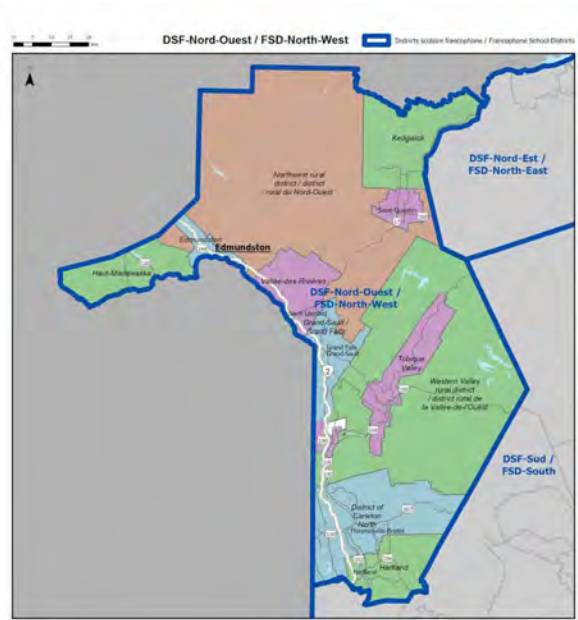 DSF-Nord-Ouest / FSD-North-West
Districts scolaire francophone / Francophone School Districts
Kedgwick
DSF-Nord-Est /
FSD-North-East
Northwest rural
district / district
rural du Nord-Ouest
Saint-Quentin
Edmundston
Edmundston
Haut-Madawaska
Vallée-des-Rivières
DSF-Nord-Ouest /
FSD-North-West
Saint-Léonard
Grand-Sault /
Grand Falls
Grand Falls
Grand-Sault
2
Tobique
Valley
Western Valley
rural district
/ district rural de
la Vallée-de-l'Ouest
DSF-Sud /
FSD-South
District of
Carleton
North
Florenceville-Bristol
Hartland
Hartland